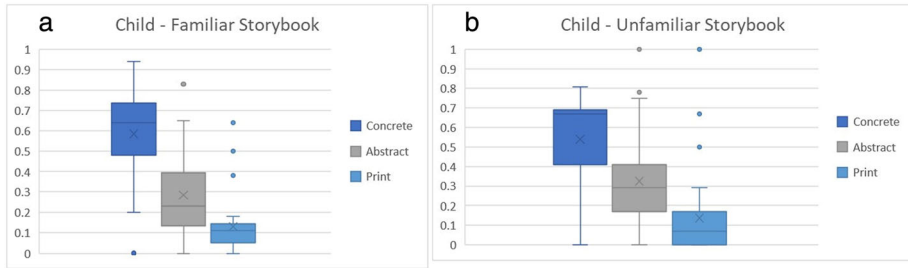 a
Child - Familiar Storybook
1
0.9
0.8
0.7
0.6
0.5
0.4
0.3
0.2
0.1
0
Concrete
Abstract
Print
b
Child - Unfamiliar Storybook
1
0.9
0.8
0.7
0.6
0.5
0.4
0.3
0.2
0.1
0
Concrete
Abstract
Print